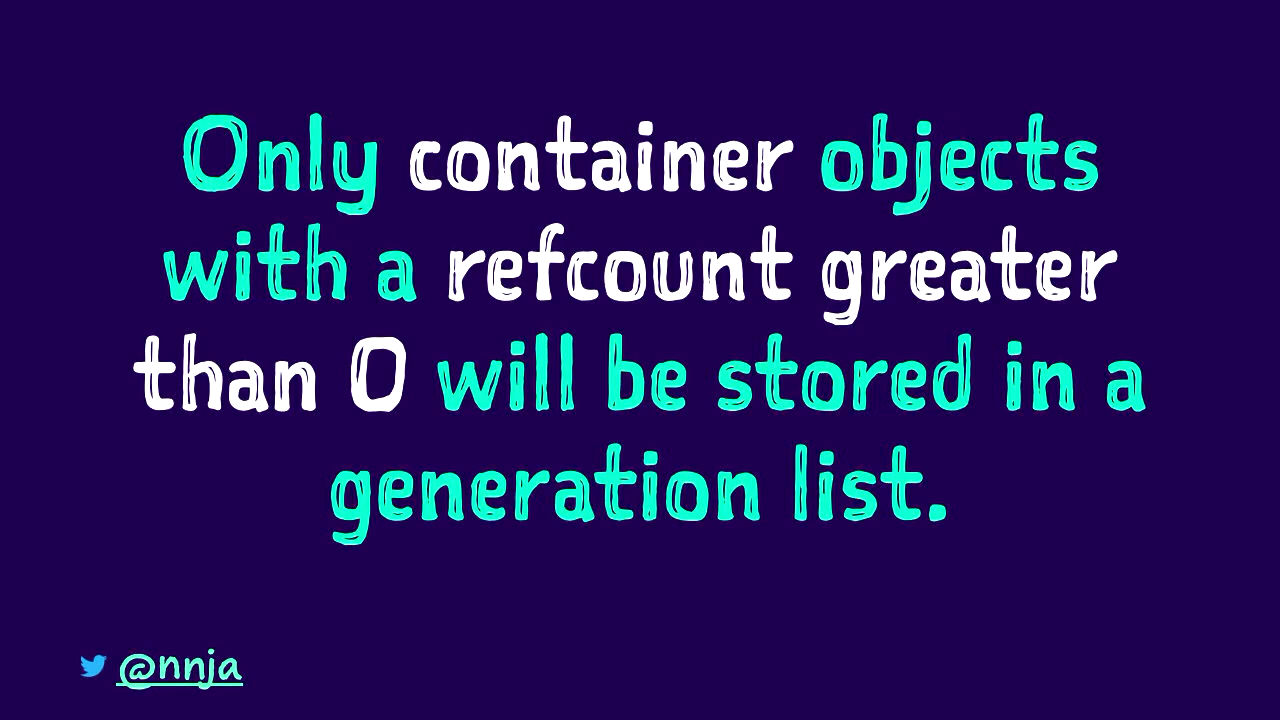 Only container objects
with a refcount greater
than 0 will be stored in a
generation list.
@nnja